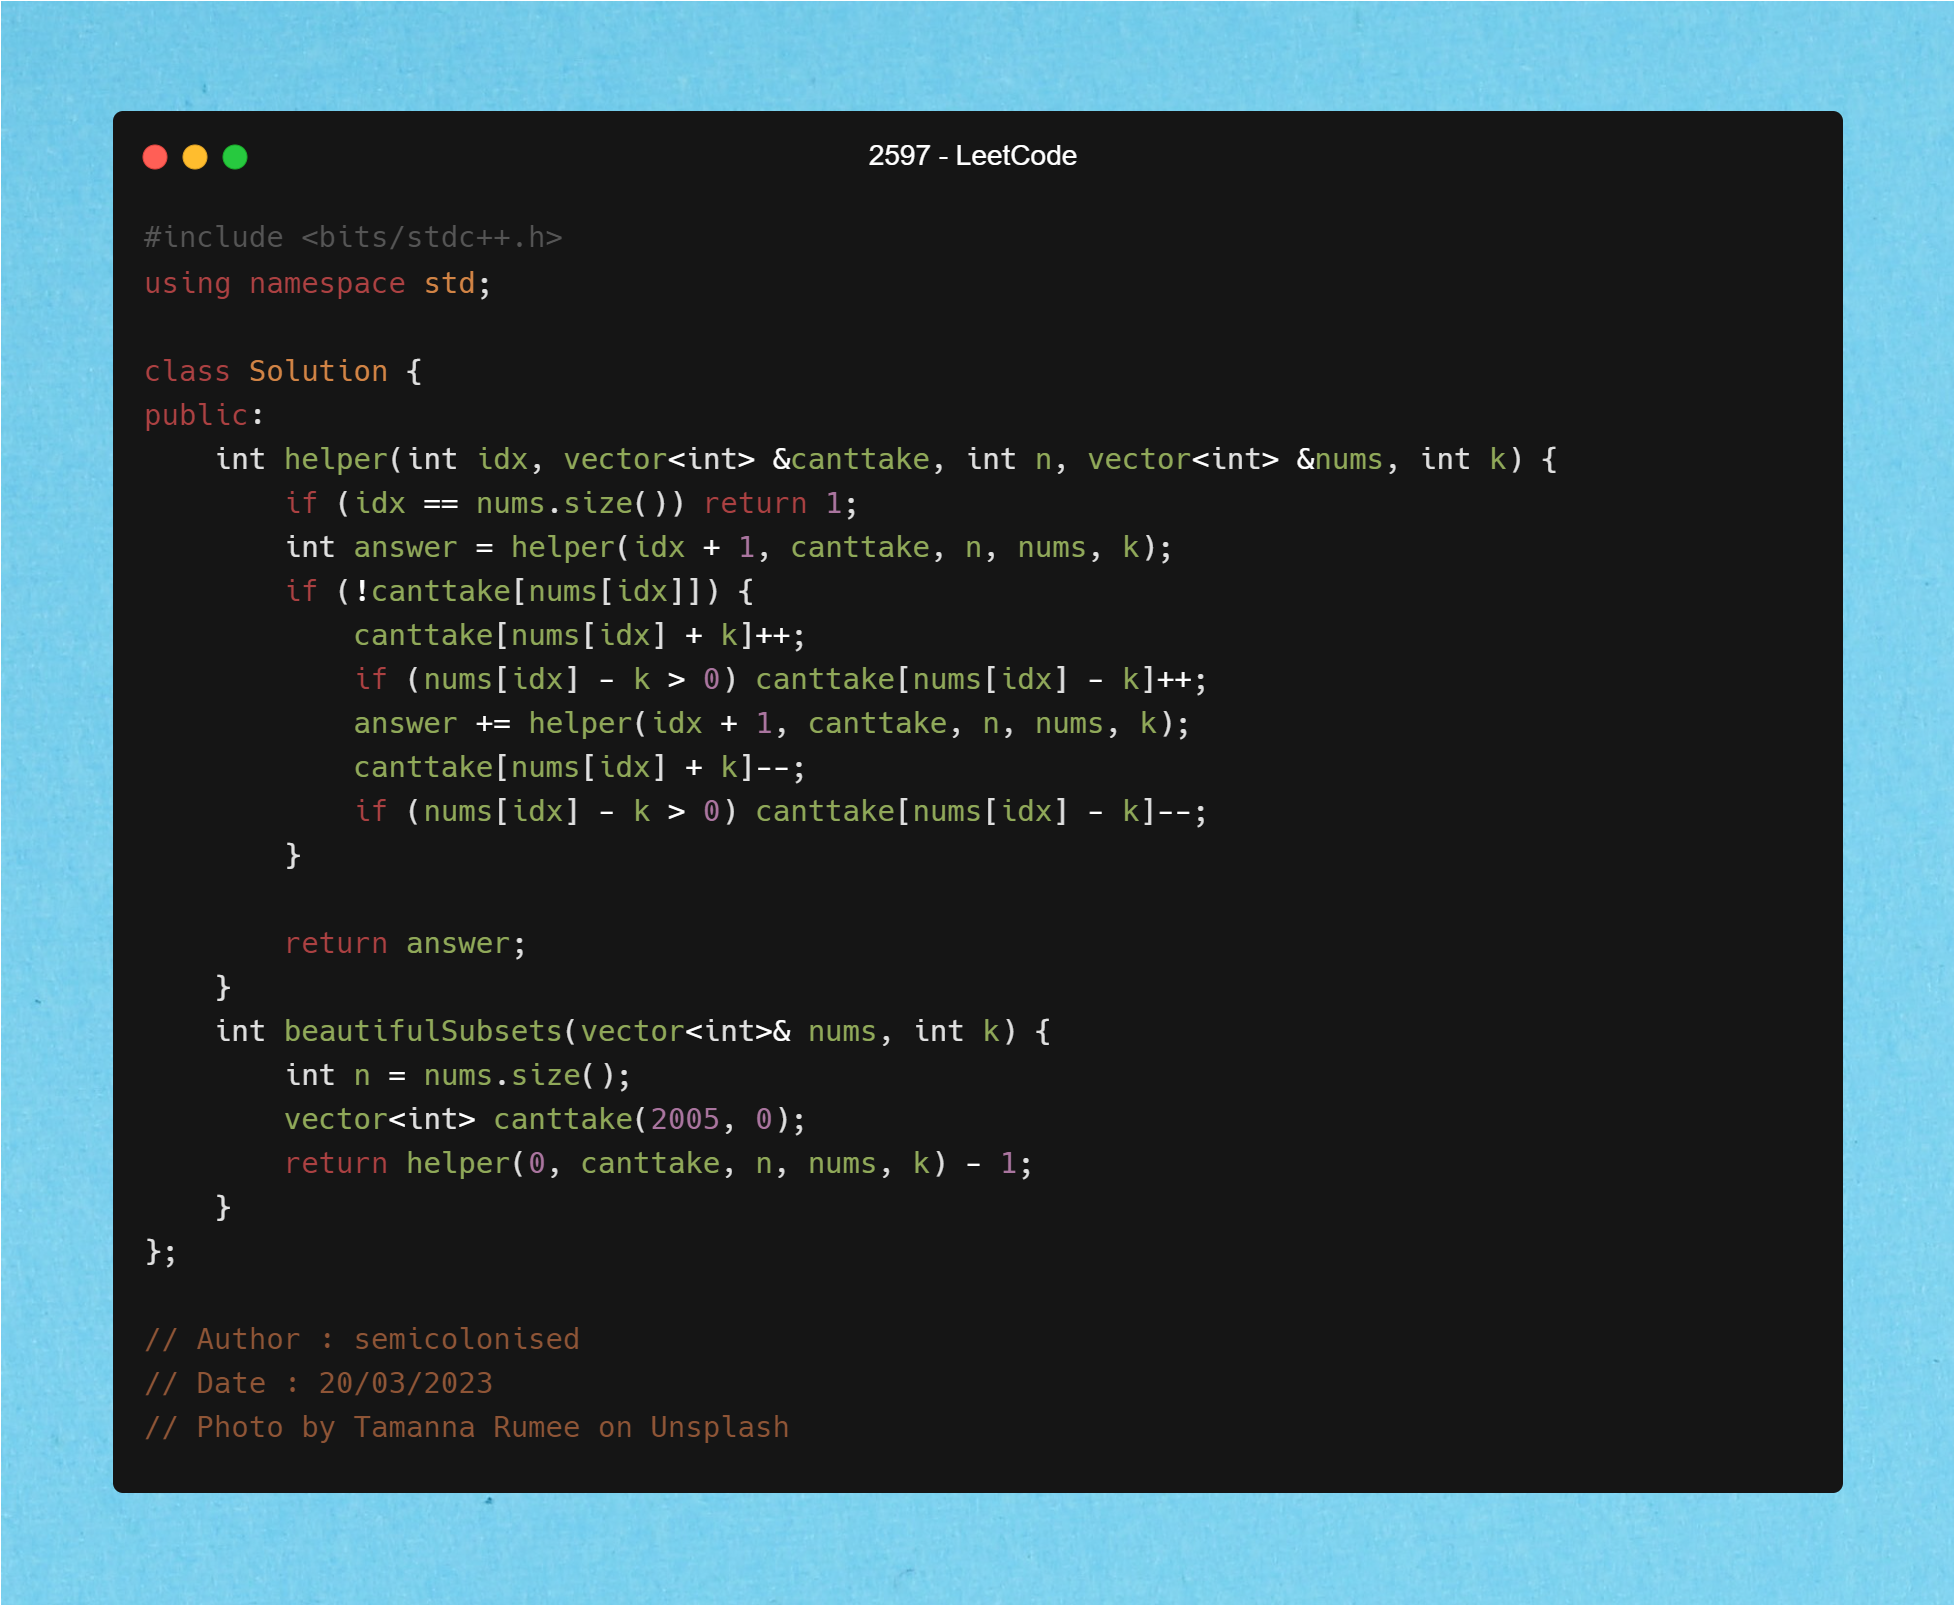 2597 - LeetCode
#include <bits/stdc++.h>
using namespace std;
class Solution {
public:
    int helper(int idx, vector<int> &canttake, int n, vector<int> &nums, int k) {
        if (idx == nums.size()) return 1;
        int answer = helper(idx + 1, canttake, n, nums, k);
        if (!canttake[nums[idx]]) {
            canttake[nums[idx] + k]++;
            if (nums[idx] - k > 0) canttake[nums[idx] - k]++;
            answer += helper(idx + 1, canttake, n, nums, k);
            canttake[nums[idx] + k]--;
            if (nums[idx] - k > 0) canttake[nums[idx] - k]--;
        }
        return answer;
    }
    int beautifulSubsets(vector<int>& nums, int k) {
        int n = nums.size();
        vector<int> canttake(2005, 0);
        return helper(0, canttake, n, nums, k) - 1;
    }
};
// Author : semicolonised
// Date : 20/03/2023
// Photo by Tamanna Rumee on Unsplash